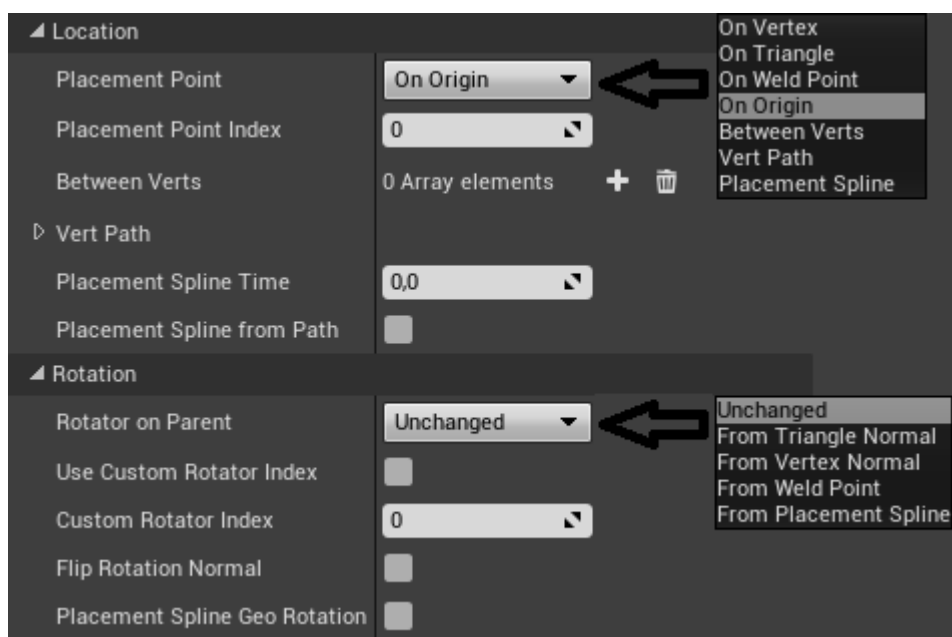 Location
Placement Point
On Origin
Placement Point Index
0
Between Verts
0 Array elements
Vert Path
Placement Spline Time
0,0
Placement Spline from Path
On Vertex
On Triangle
On Weld Point
On Origin
Between Verts
Vert Path
Placement Spline
Rotation
Rotator on Parent
Unchanged
Use Custom Rotator Index
Custom Rotator Index
0
Flip Rotation Normal
Placement Spline Geo Rotation
Unchanged
From Triangle Normal
From Vertex Normal
From Weld Point
From Placement Spline